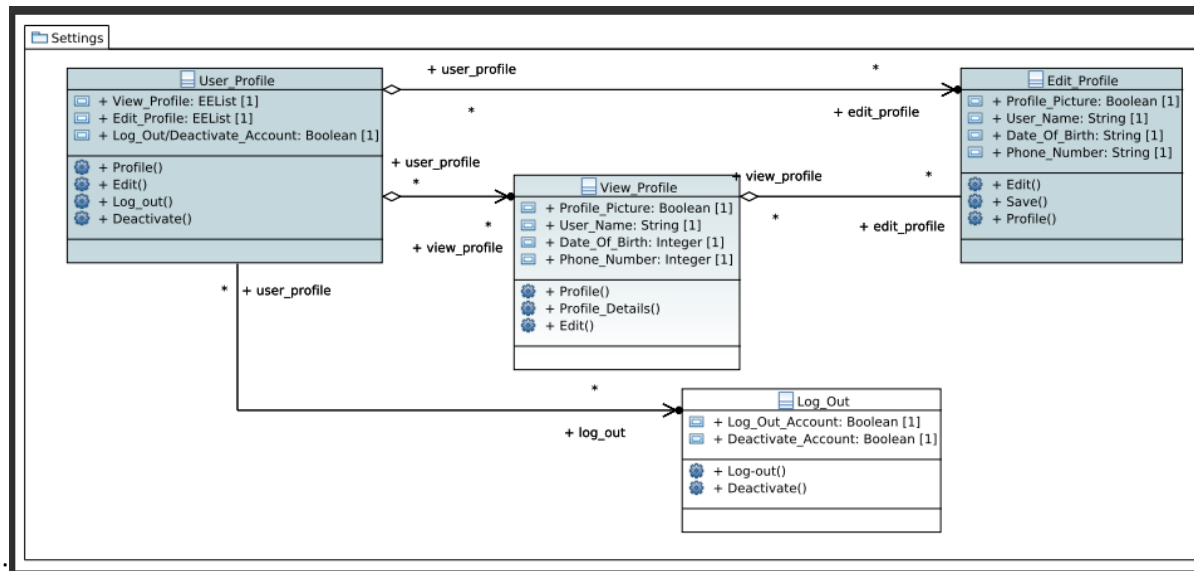 Settings
User_Profile
+ View_Profile: EEList [1]
+ Edit_Profile: EEList [1]
+ Log_Out/Deactivate_Account: Boolean [1]
+ Profile()
+ Edit()
+ Log_out()
+ Deactivate()
+ user_profile
*
*
+ edit_profile
Edit_Profile
+ Profile_Picture: Boolean [1]
+ User_Name: String [1]
+ Date_Of_Birth: String [1]
+ Phone_Number: String [1]
+ Edit()
+ Save()
+ Profile()
+ user_profile
*
*
+ view_profile
View_Profile
+ Profile_Picture: Boolean [1]
+ User_Name: String [1]
+ Date_Of_Birth: Integer [1]
+ Phone_Number: Integer [1]
+ Profile()
+ Profile_Details()
+ Edit()
+ view_profile
*
*
+ edit_profile
* + user_profile
*
+ log_out
Log_Out
+ Log_Out_Account: Boolean [1]
+ Deactivate_Account: Boolean [1]
+ Log-out()
+ Deactivate()
.